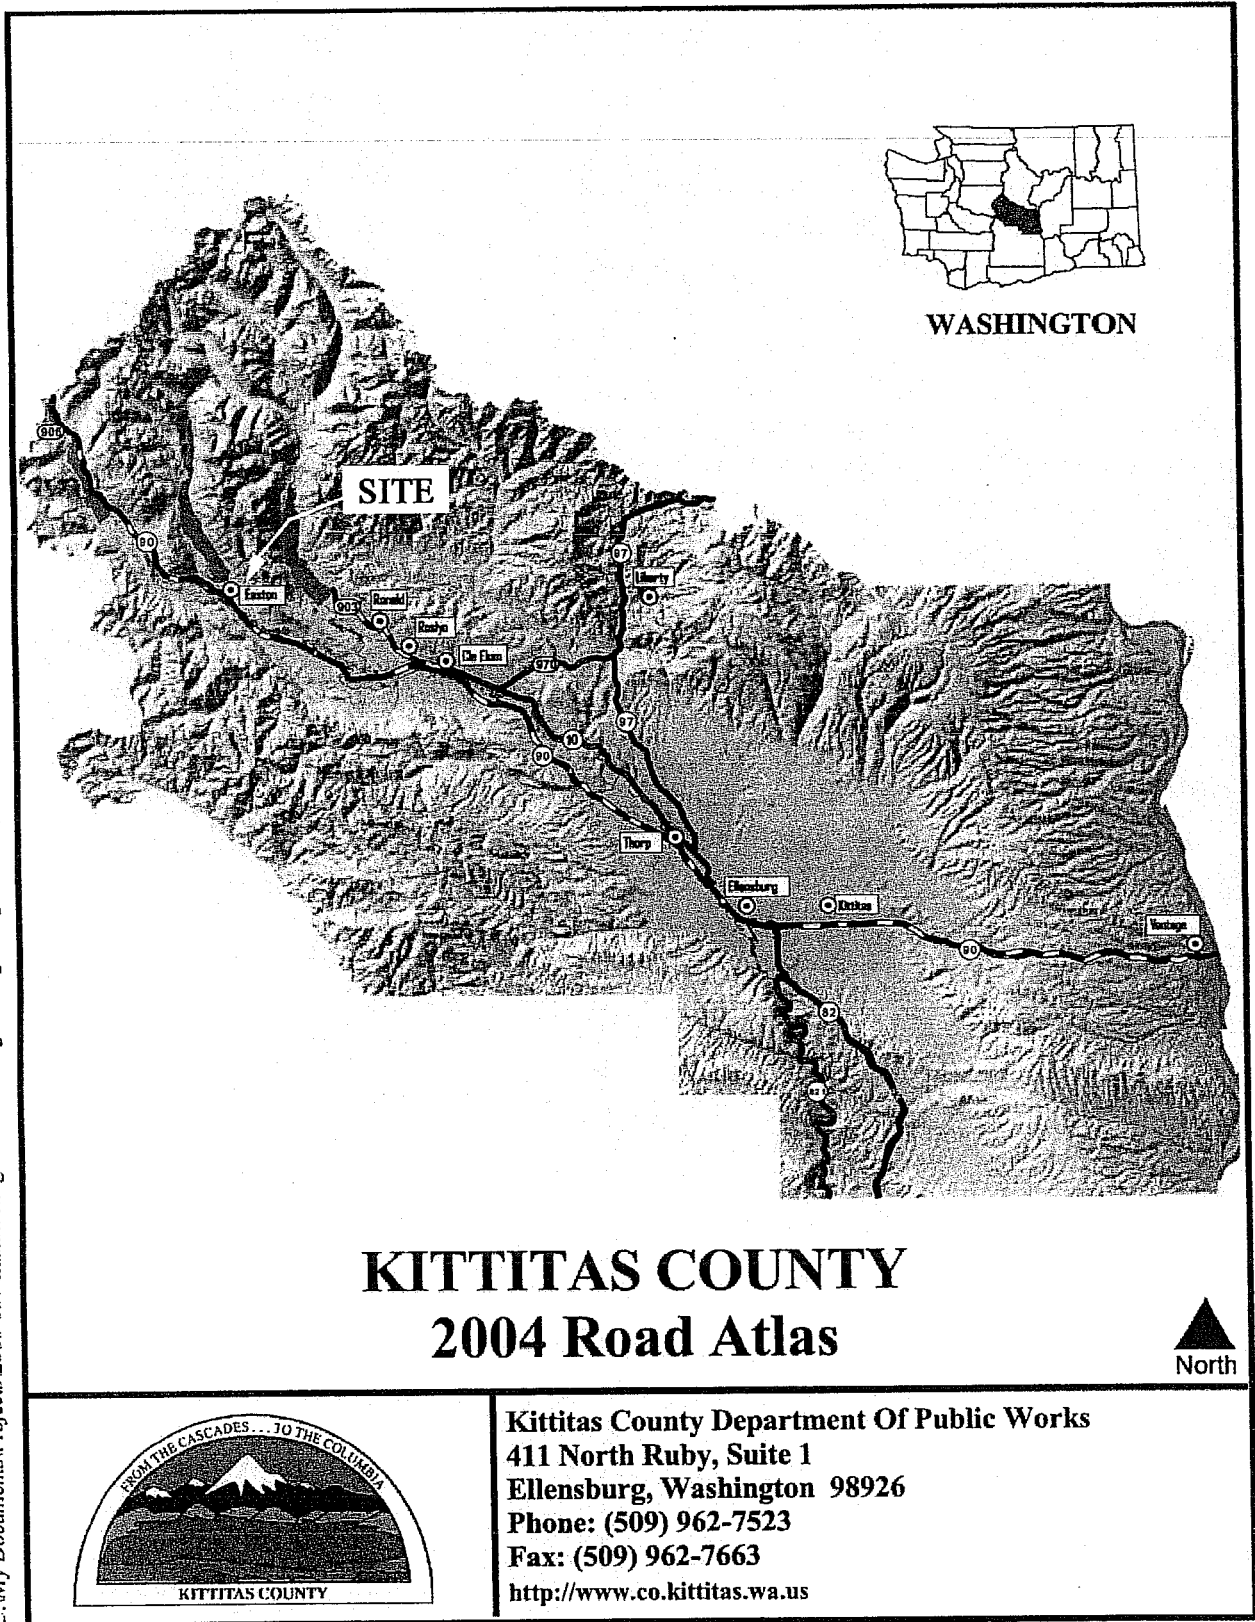 WASHINGTON
906
SITE
90
97
Liberty
Easton
903
Ronald
Roslyn
Cle Elum
970
97
10
90
Thorp
Ellensburg
Kittitas
Vantage
90
82
821
KITTITAS COUNTY
2004 Road Atlas
North
FROM THE CASCADES... TO THE COLUMBIA
KITTITAS COUNTY
Kittitas County Department Of Public Works
411 North Ruby, Suite 1
Ellensburg, Washington 98926
Phone: (509) 962-7523
Fax: (509) 962-7663
http://www.co.kittitas.wa.us